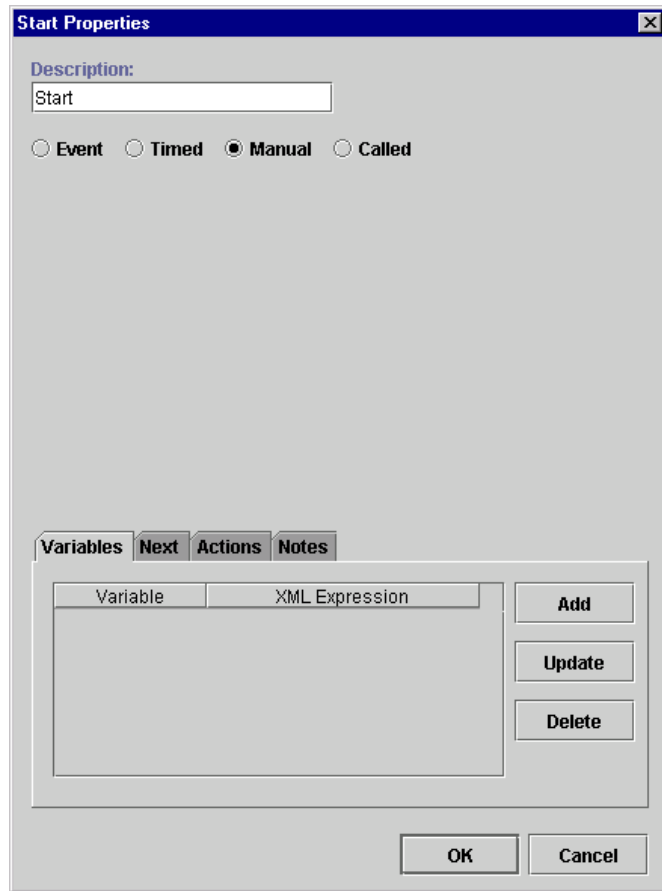 Start Properties
Description:
Start
Event Timed Manual Called
Variables Next Actions Notes
Variable XML Expression
Add
Update
Delete
OK Cancel